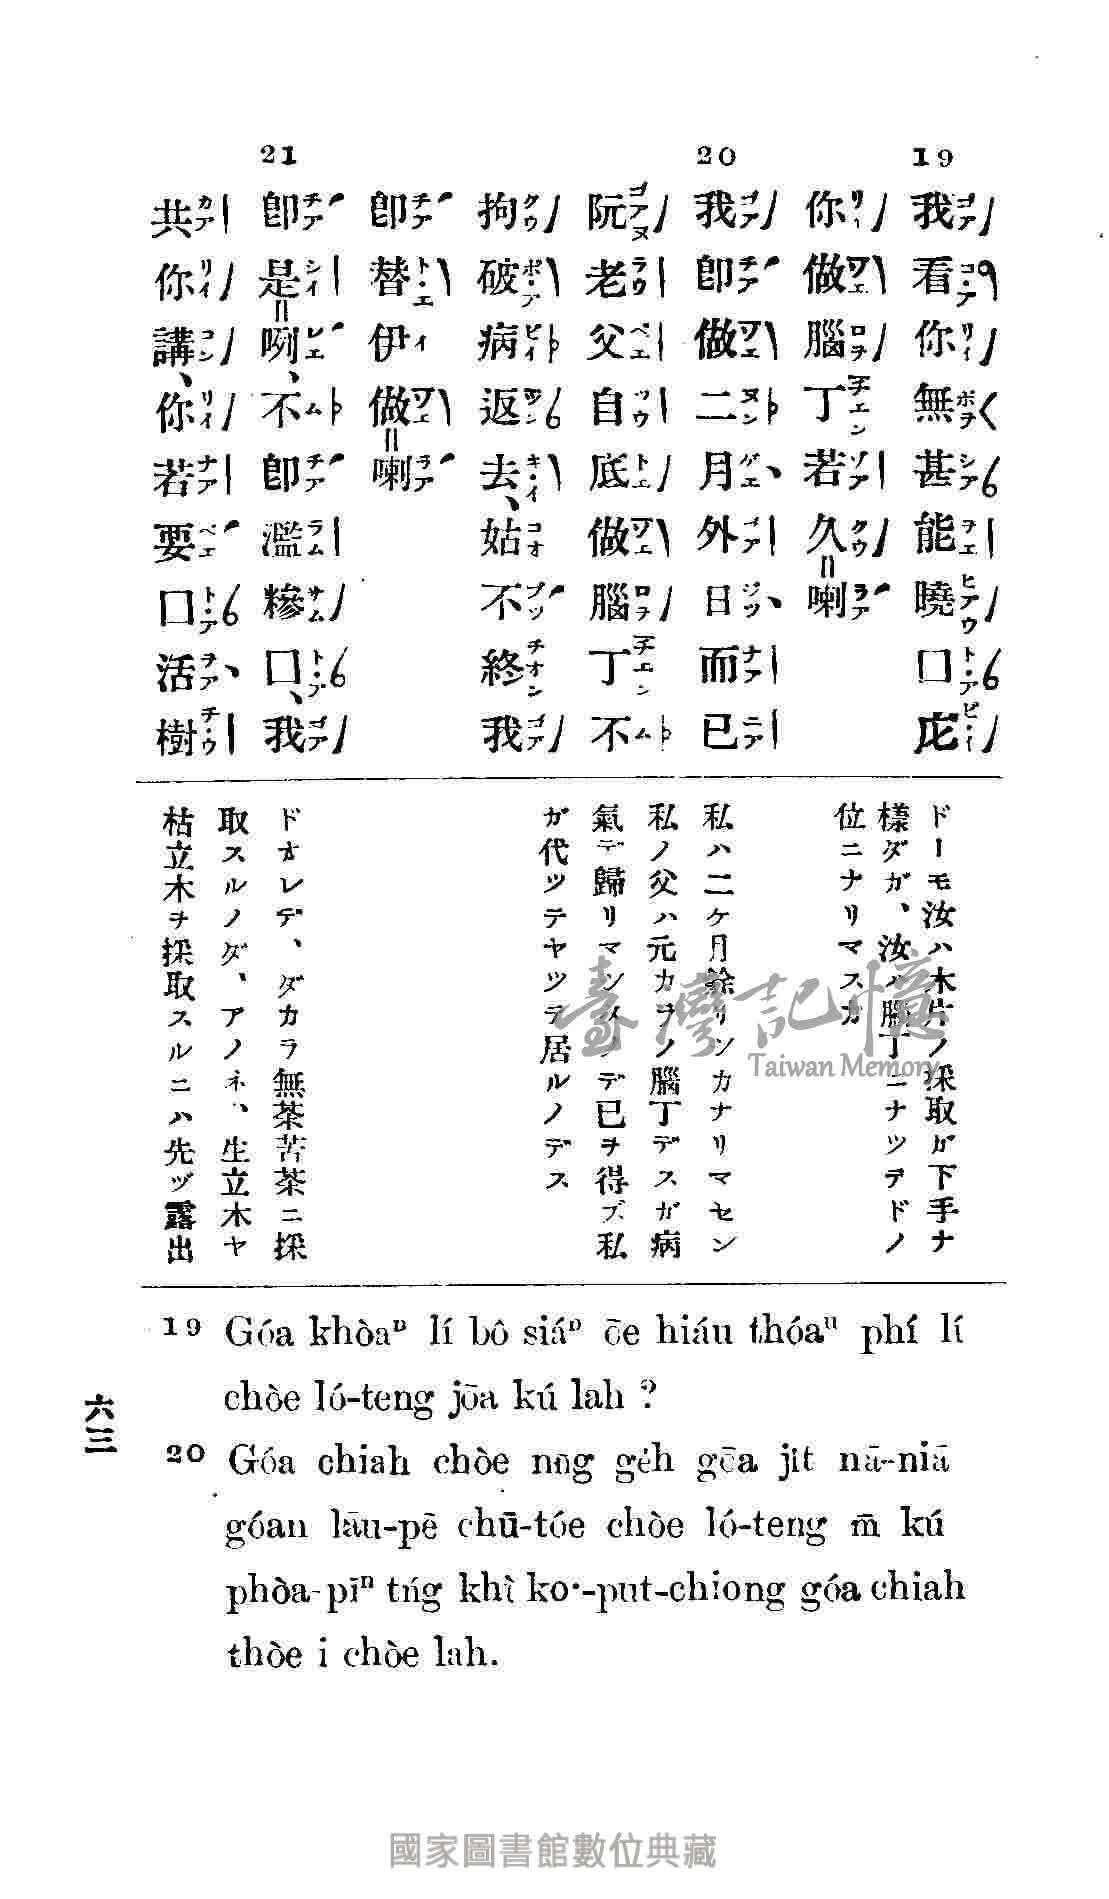 19
我看你無甚能曉口庀
你做腦丁若久喇
20
我卽做二月外日而已
阮老父自底做腦丁不
拘破病返去、姑不終我
卽替伊做喇
21
卽是咧、不卽濫糝口、我
共你講、你若要口活樹
ドーモ汝ハ木片ノ採取ガ下手ナ
樣ダガ、汝ハ腦丁ニナツテドノ
位ニナリマスカ
私ハ二ケ月餘リシカナリマセン
私ノ父ハ元カラノ腦丁デスガ病
氣デ歸リマシタノデ已ヲ得ズ私
ガ代ツテヤツテ居ルノデス
ドオレデ、ダカラ無茶苦茶ニ採
取スルノダ、アノネ、生立木ヤ
枯立木ヲ採取スルニハ先ヅ露出
19 Góa khòaⁿ lí bô siáⁿ ōe hiáu thóaⁿ phí lí
chòe ló-teng jōa kú lah ?
20 Góa chiah chòe nn̄g ge̍h gōa ji̍t nā-niā
góan lāu-pē chū-tóe chòe ló-teng m̄ kú
phòa-pīⁿ tńg khì ko·-put-chiong góa chiah
thòe i chòe lah.
六三
臺灣記憶
Taiwan Memory
國家圖書館數位典藏